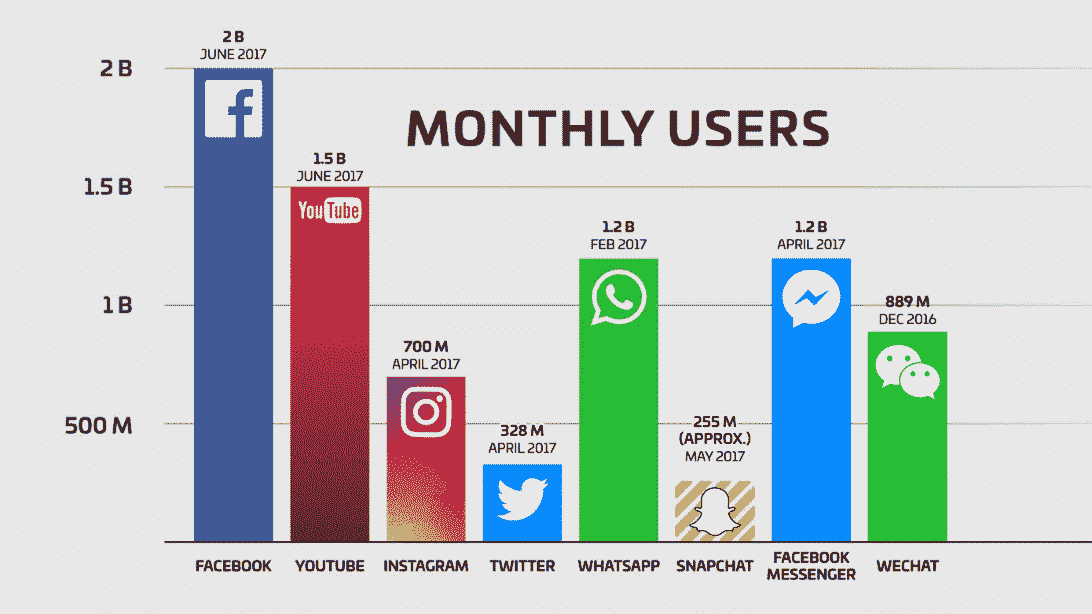 MONTHLY USERS
2 B
1.5 B
1 B
500 M
2 B
JUNE 2017
1.5 B
JUNE 2017
YouTube
700 M
APRIL 2017
328 M
APRIL 2017
1.2 B
FEB 2017
255 M
(APPROX.)
MAY 2017
1.2 B
APRIL 2017
889 M
DEC 2016
FACEBOOK
YOUTUBE
INSTAGRAM
TWITTER
WHATSAPP
SNAPCHAT
FACEBOOK
MESSENGER
WECHAT